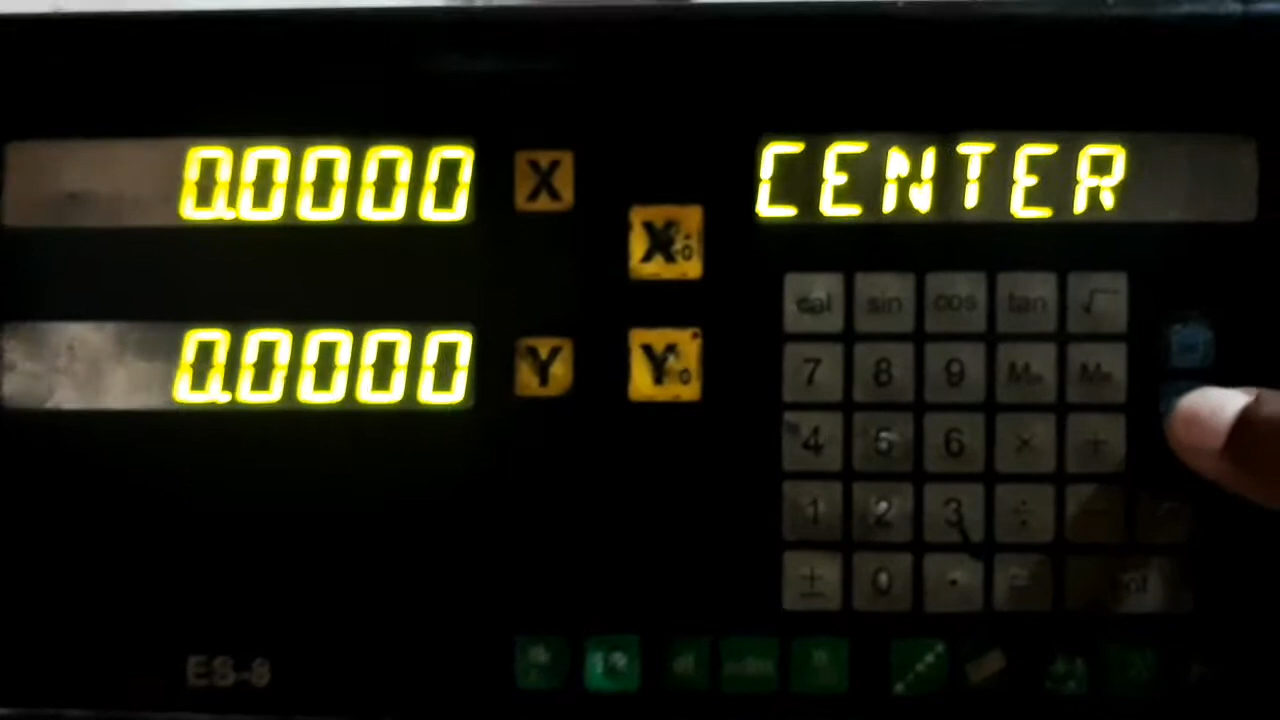 0.0000 X CENTER
X₀
cal sin cos tan √
0.0000 Y Y₀
7 8 9
4 5 6 × +
1 2 3 ÷
± 0 . =
ES-8